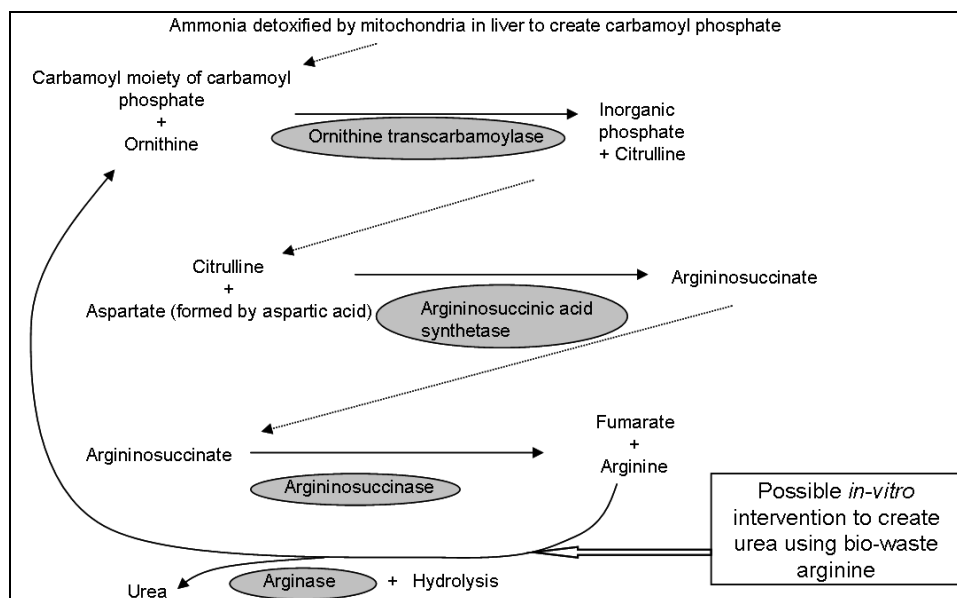 Ammonia detoxified by mitochondria in liver to create carbamoyl phosphate
Carbamoyl moiety of carbamoyl
phosphate
+
Ornithine
Ornithine transcarbamoylase
Inorganic
phosphate
+ Citrulline
Citrulline
+
Aspartate (formed by aspartic acid)
Argininosuccinic acid
synthetase
Argininosuccinate
Argininosuccinate
Argininosuccinase
Fumarate
+
Arginine
Possible in-vitro
intervention to create
urea using bio-waste
arginine
Urea
Arginase
+ Hydrolysis